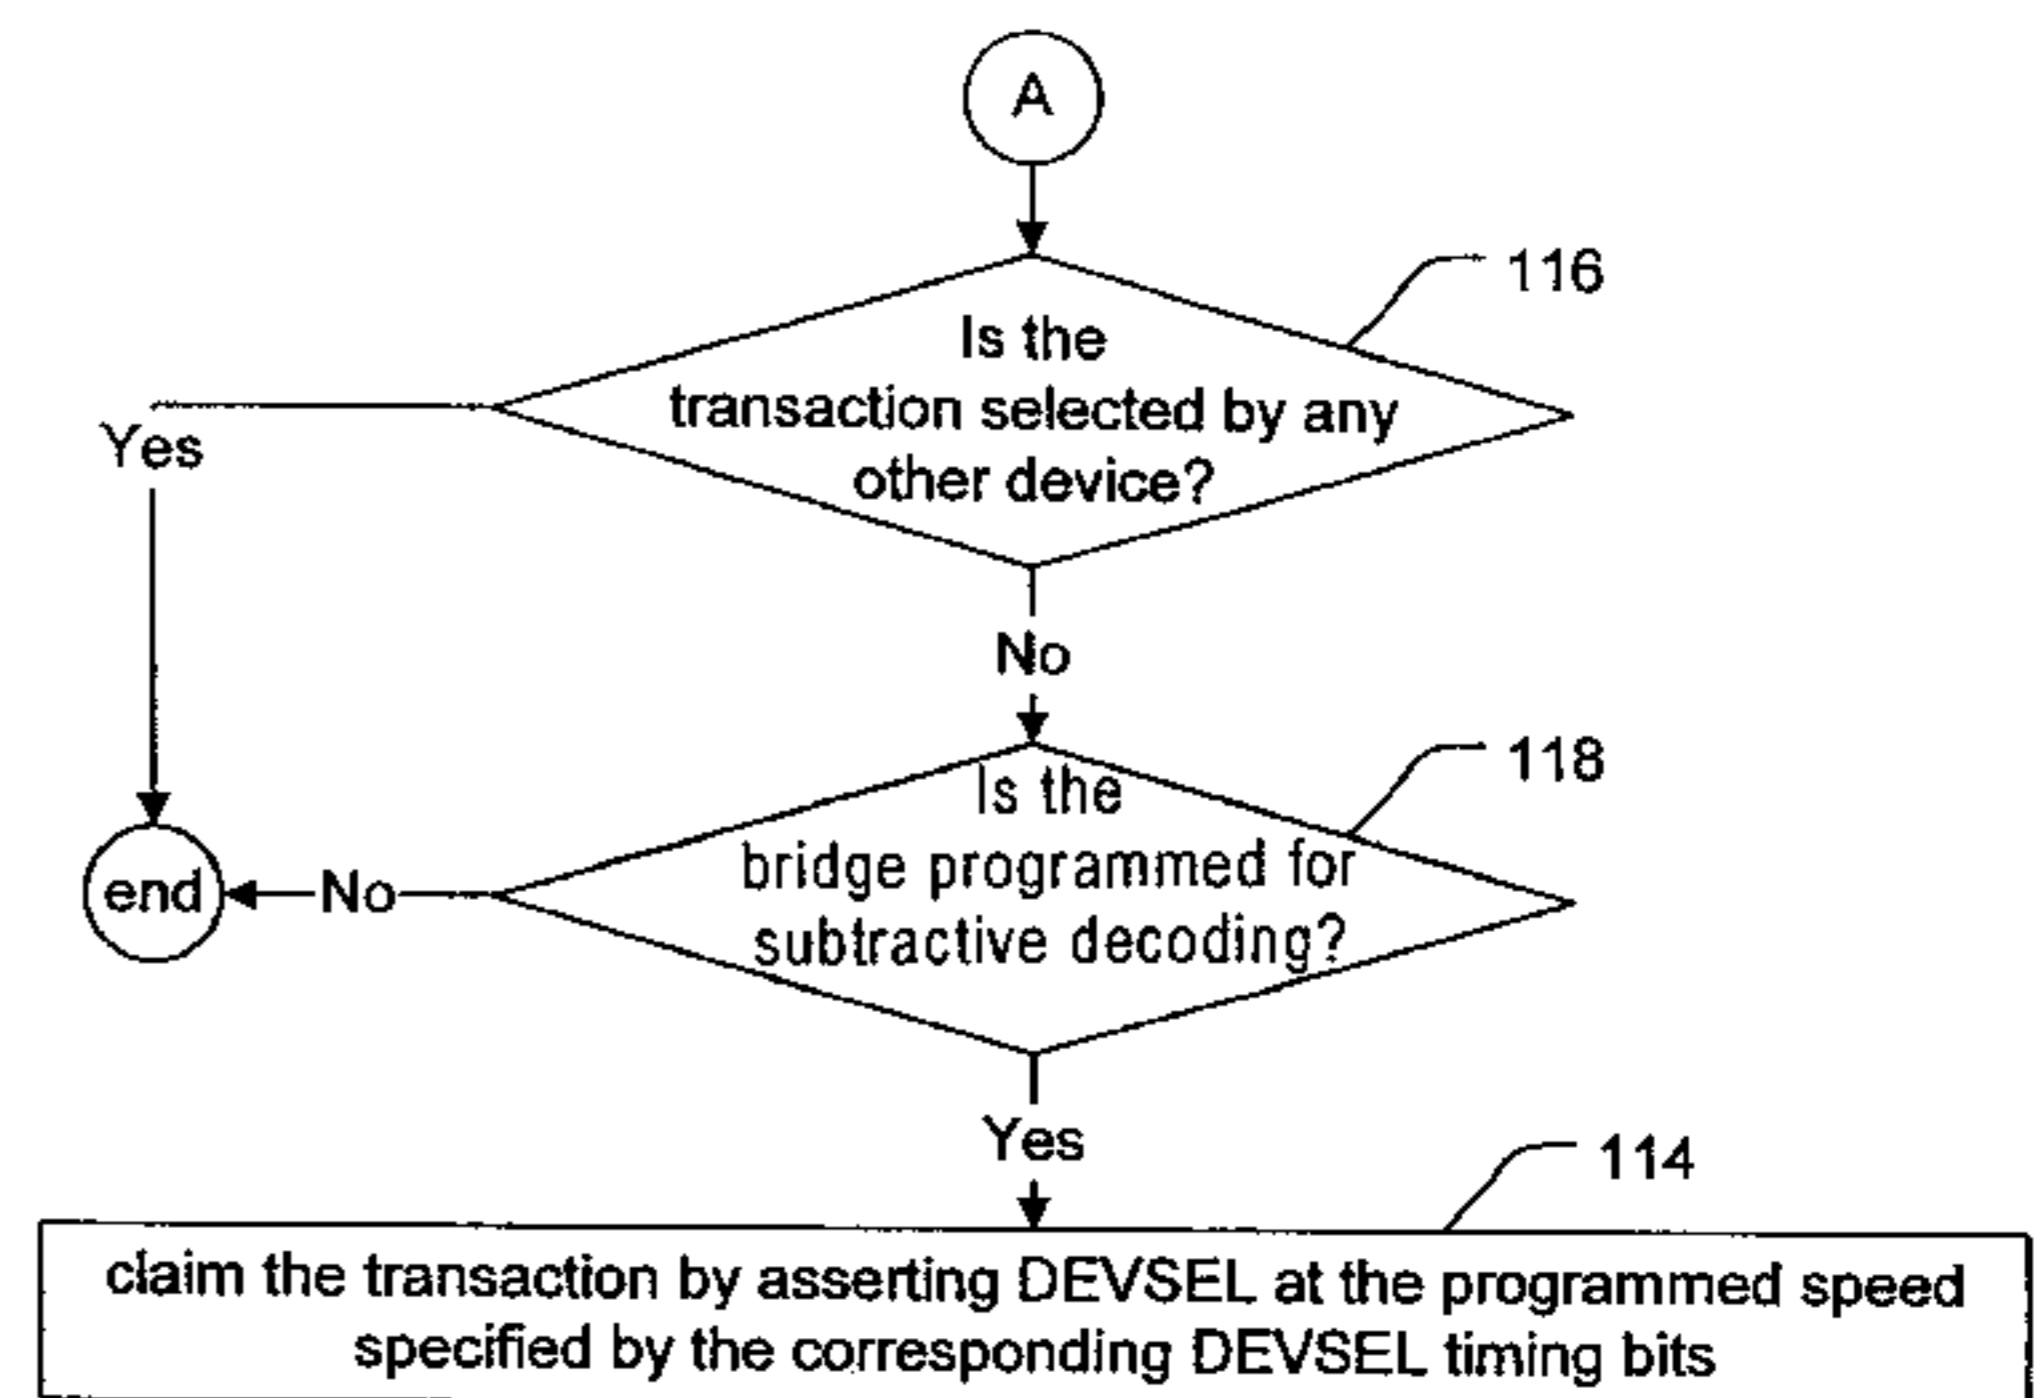 A
116
Is the
transaction selected by any
other device?
Yes
No
118
Is the
bridge programmed for
subtractive decoding?
end
No
Yes
114
claim the transaction by asserting DEVSEL at the programmed speed
specified by the corresponding DEVSEL timing bits